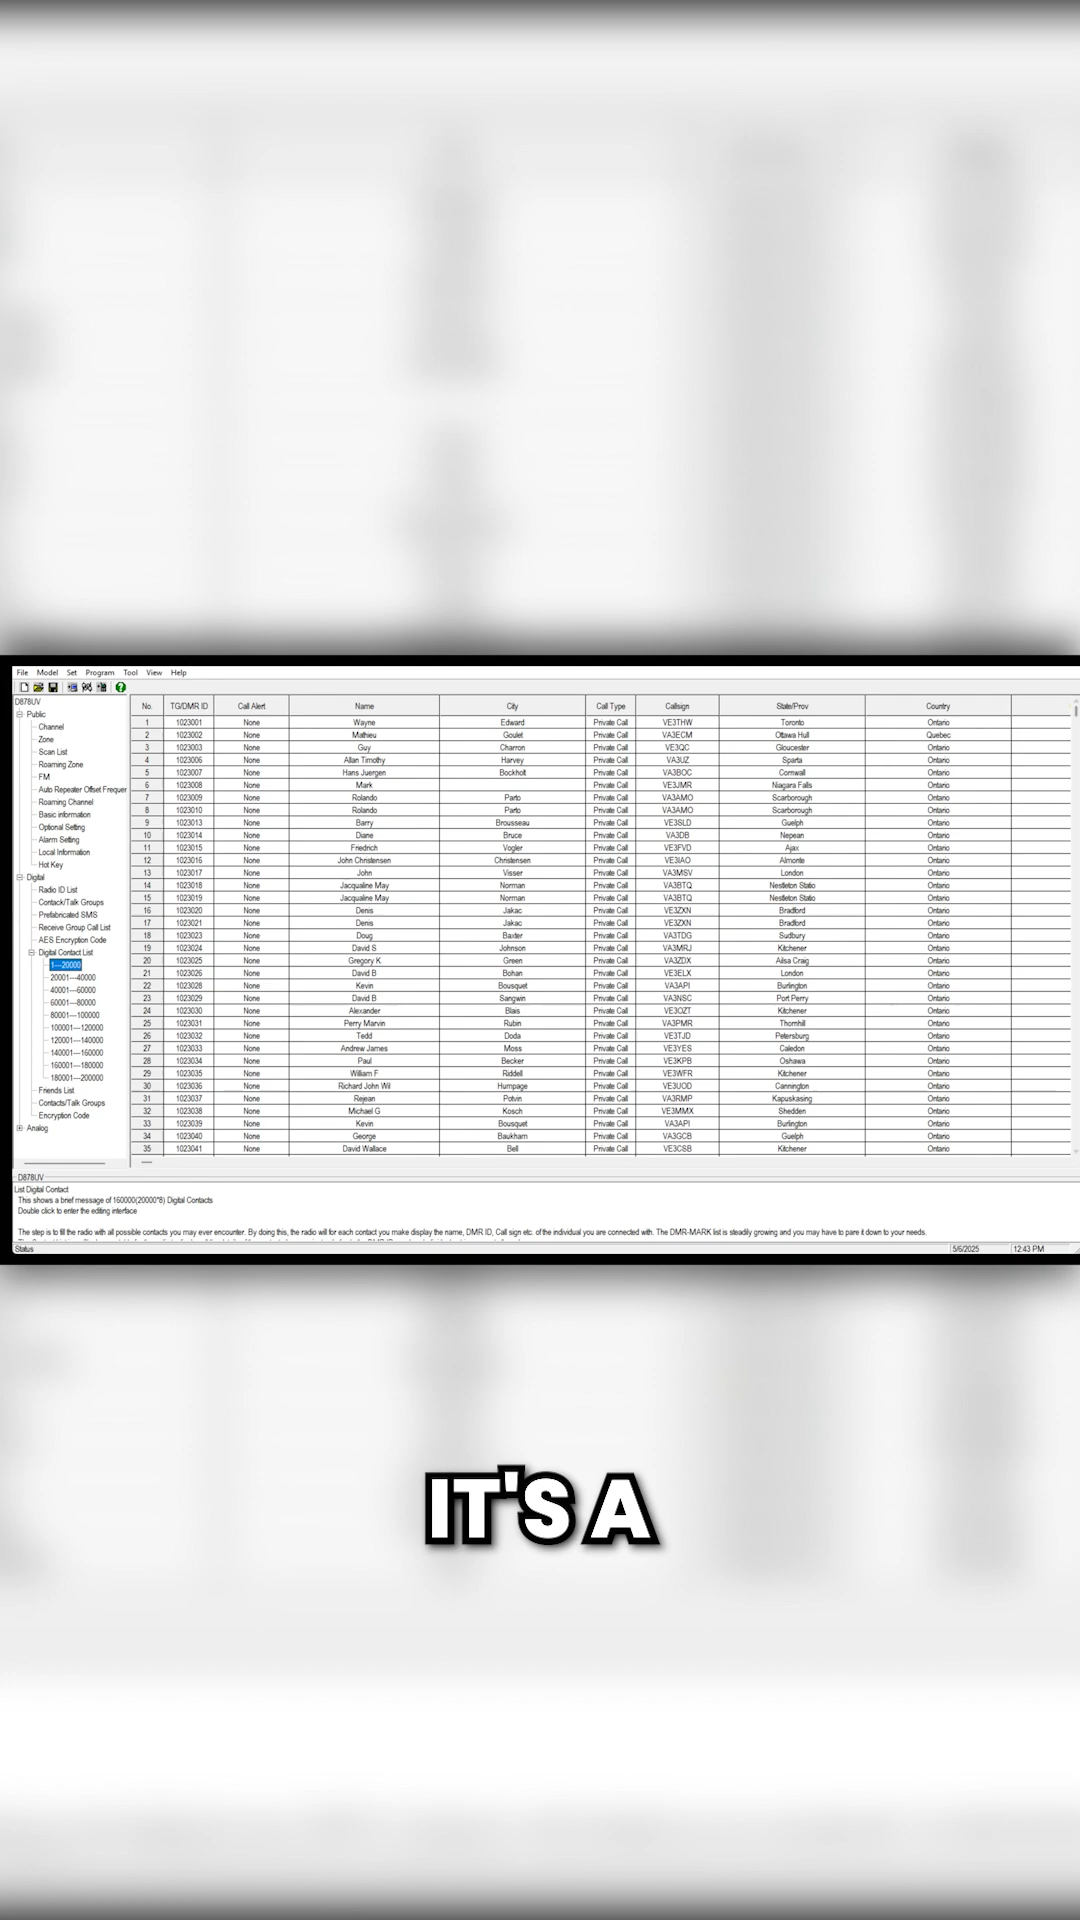 File Model Set Program Tool View Help
D878UV
Public
Channel
Zone
Scan List
Roaming Zone
FM
Auto Repeater Offset Frequer
Roaming Channel
Basic information
Optional Setting
Alarm Setting
Local Information
Hot Key
Digital
Radio ID List
Contack/Talk Groups
Prefabricated SMS
Receive Group Call List
AES Encryption Code
Digital Contact List
1---20000
20001---40000
40001---60000
60001---80000
80001---100000
100001---120000
120001---140000
140001---160000
160001---180000
180001---200000
Friends List
Contacts/Talk Groups
Encryption Code
Analog
No. TG/DMR ID Call Alert Name City Call Type Callsign State/Prov Country
1 1023001 None Wayne Edward Private Call VE3THW Toronto Ontario
2 1023002 None Mathieu Goulet Private Call VA3ECM Ottawa Hull Quebec
3 1023003 None Guy Charron Private Call VE3QC Gloucester Ontario
4 1023006 None Allan Timothy Harvey Private Call VA3UZ Sparta Ontario
5 1023007 None Hans Juergen Bockholt Private Call VA3BOC Cornwall Ontario
6 1023008 None Mark Private Call VE3JMR Niagara Falls Ontario
7 1023009 None Rolando Parto Private Call VA3AMO Scarborough Ontario
8 1023010 None Rolando Parto Private Call VA3AMO Scarborough Ontario
9 1023013 None Barry Brousseau Private Call VE3SLD Guelph Ontario
10 1023014 None Diane Bruce Private Call VA3DB Nepean Ontario
11 1023015 None Friedrich Vogler Private Call VE3FVD Ajax Ontario
12 1023016 None John Christensen Christensen Private Call VE3IAO Almonte Ontario
13 1023017 None John Visser Private Call VA3MSV London Ontario
14 1023018 None Jacqualine May Norman Private Call VA3BTQ Nestleton Statio Ontario
15 1023019 None Jacqualine May Norman Private Call VA3BTQ Nestleton Statio Ontario
16 1023020 None Denis Jakac Private Call VE3ZXN Bradford Ontario
17 1023021 None Denis Jakac Private Call VE3ZXN Bradford Ontario
18 1023023 None Doug Baxter Private Call VA3TDG Sudbury Ontario
19 1023024 None David S Johnson Private Call VA3MRJ Kitchener Ontario
20 1023025 None Gregory K Green Private Call VA3ZDX Ailsa Craig Ontario
21 1023026 None David B Bohan Private Call VE3ELX London Ontario
22 1023028 None Kevin Bousquet Private Call VA3API Burlington Ontario
23 1023029 None David B Sangwin Private Call VA3NSC Port Perry Ontario
24 1023030 None Alexander Blais Private Call VE3OZT Kitchener Ontario
25 1023031 None Perry Marvin Rubin Private Call VA3PMR Thornhill Ontario
26 1023032 None Tedd Doda Private Call VE3TJD Petersburg Ontario
27 1023033 None Andrew James Moss Private Call VE3YES Caledon Ontario
28 1023034 None Paul Becker Private Call VE3KPB Oshawa Ontario
29 1023035 None William F Riddell Private Call VE3WFR Kitchener Ontario
30 1023036 None Richard John Wil Humpage Private Call VE3UOD Cannington Ontario
31 1023037 None Rejean Potvin Private Call VA3RMP Kapuskasing Ontario
32 1023038 None Michael G Kosch Private Call VE3MMX Shedden Ontario
33 1023039 None Kevin Bousquet Private Call VA3API Burlington Ontario
34 1023040 None George Baukham Private Call VA3GCB Guelph Ontario
35 1023041 None David Wallace Bell Private Call VE3CSB Kitchener Ontario
D878UV
List Digital Contact
This shows a brief message of 160000(20000*8) Digital Contacts
Double click to enter the editing interface
The step is to fill the radio with all possible contacts you may ever encounter. By doing this, the radio will for each contact you make display the name, DMR ID, Call sign etc. of the individual you are connected with. The DMR-MARK list is steadily growing and you may have to pare it down to your needs.
Status 5/6/2025 12:43 PM
IT'S A